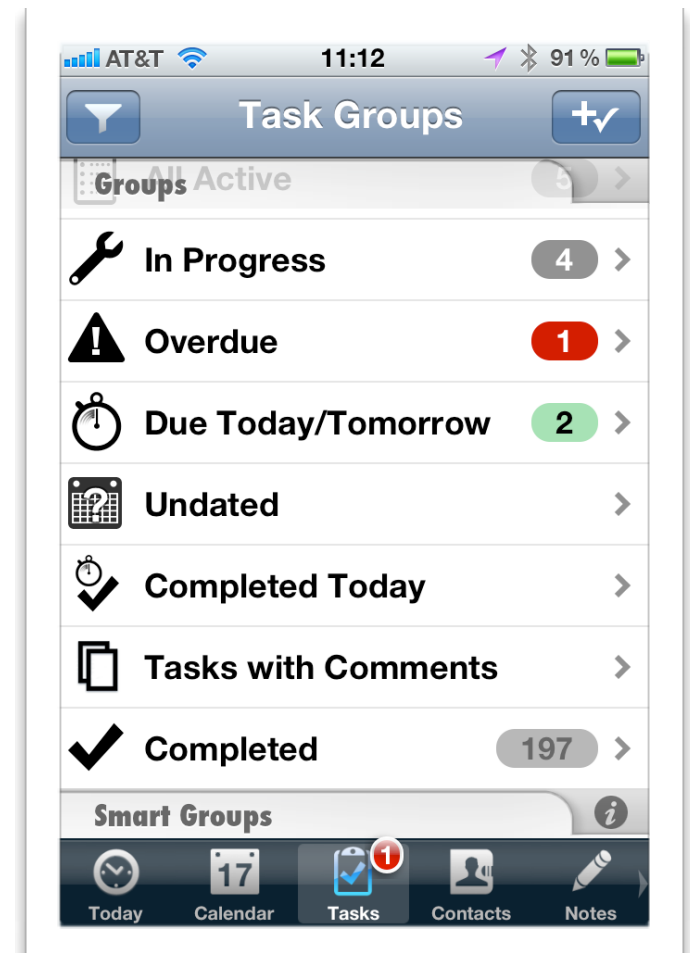 AT&T 11:12 91%
Task Groups
Groups
All Active 5
In Progress 4
Overdue 1
Due Today/Tomorrow 2
Undated
Completed Today
Tasks with Comments
Completed 197
Smart Groups i
17 1
Today Calendar Tasks Contacts Notes